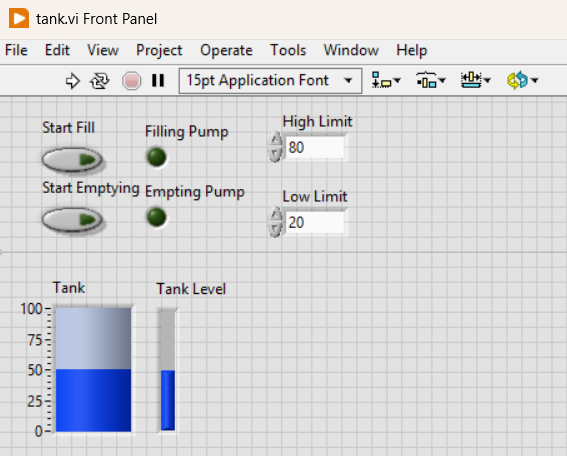 tank.vi Front Panel
File Edit View Project Operate Tools Window Help
15pt Application Font
Start Fill
Filling Pump
High Limit
80
Start Emptying
Empting Pump
Low Limit
20
Tank
Tank Level
100
75
50
25
0